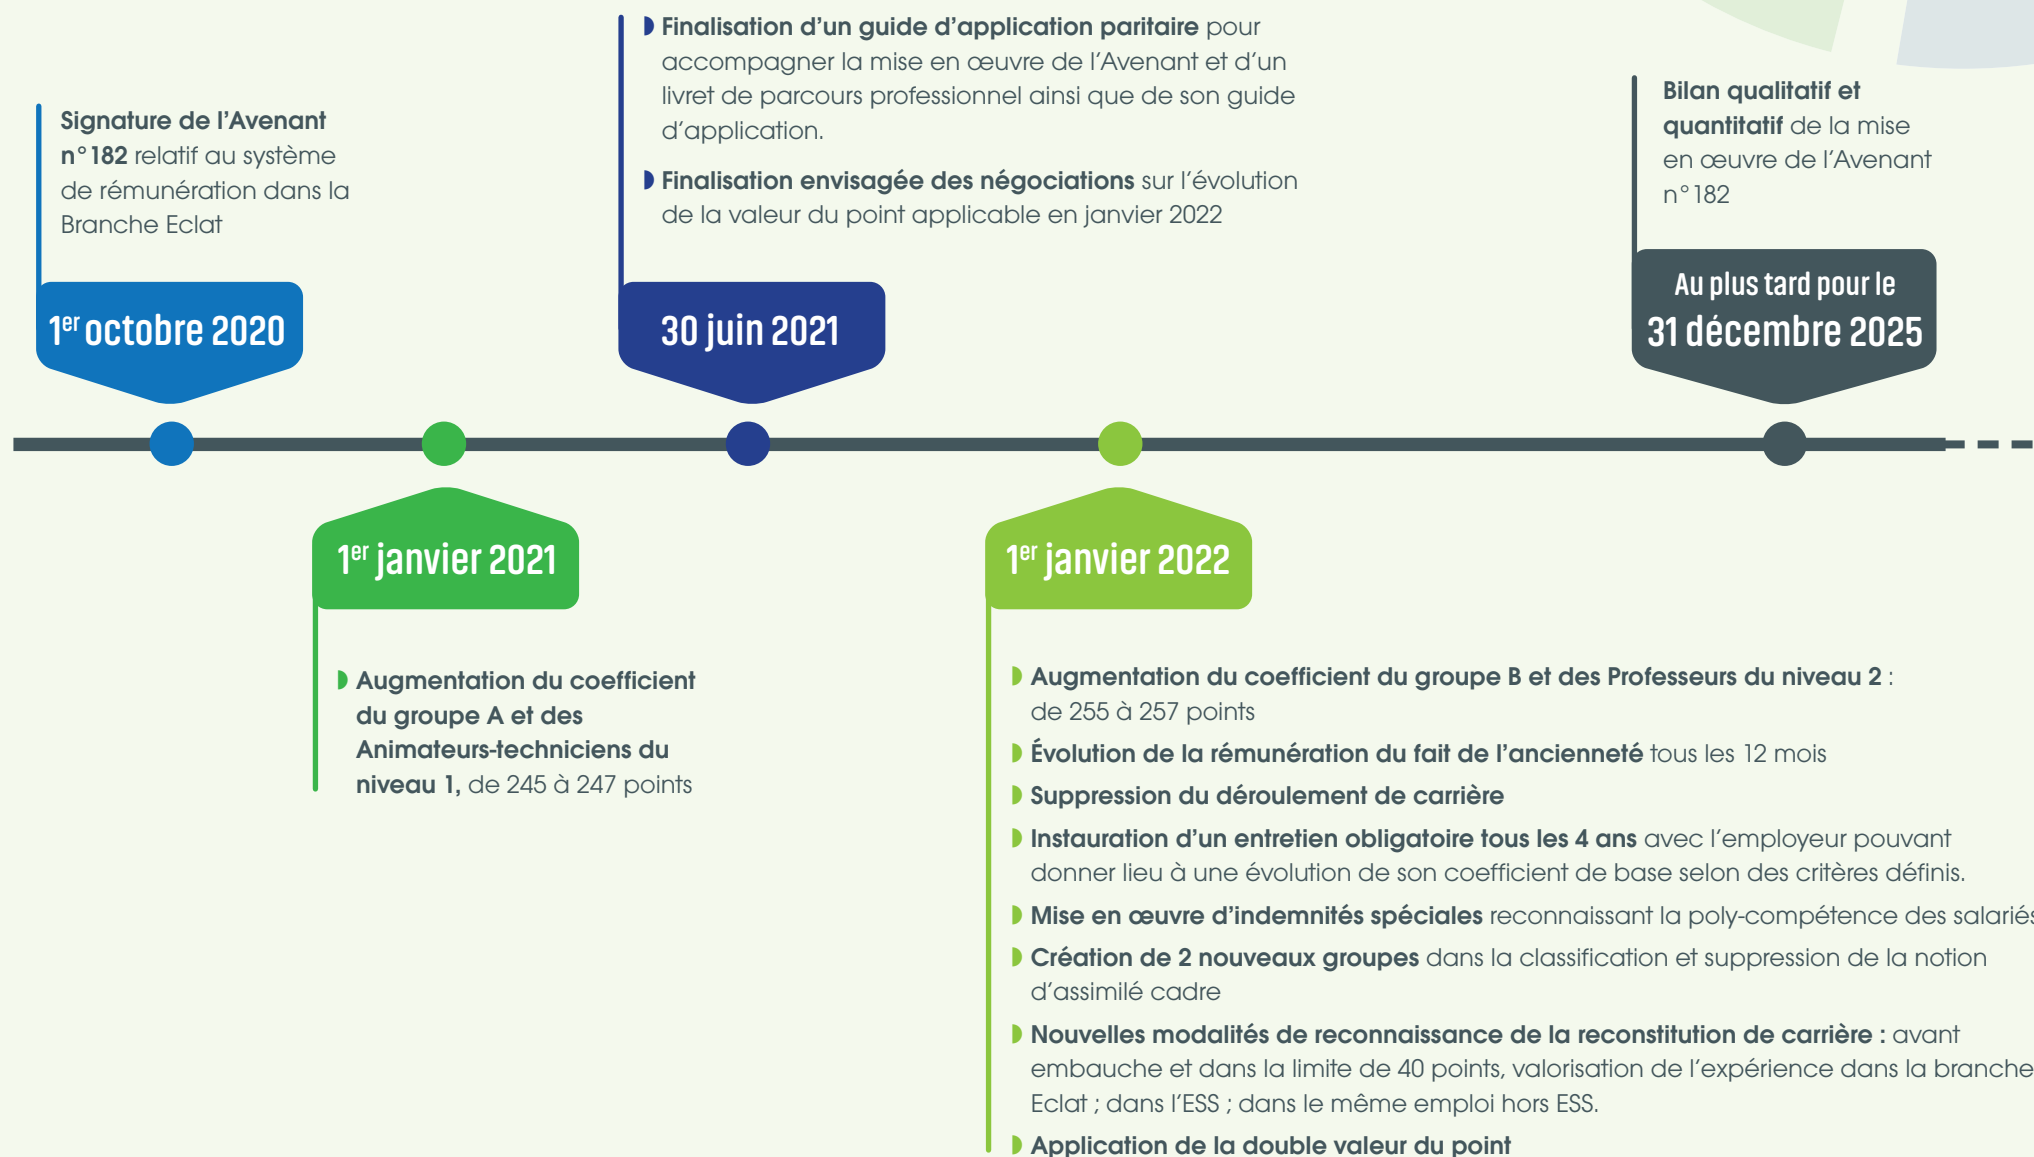 Signature de l'Avenant
n° 182 relatif au système
de rémunération dans la
Branche Eclat
1er octobre 2020
Augmentation du coefficient
du groupe A et des
Animateurs-techniciens du
niveau 1, de 245 à 247 points
1er janvier 2021
Finalisation d'un guide d'application paritaire pour
accompagner la mise en œuvre de l'Avenant et d'un
livret de parcours professionnel ainsi que de son guide
d'application.
Finalisation envisagée des négociations sur l'évolution
de la valeur du point applicable en janvier 2022
30 juin 2021
1er janvier 2022
Augmentation du coefficient du groupe B et des Professeurs du niveau 2 :
de 255 à 257 points
Évolution de la rémunération du fait de l'ancienneté tous les 12 mois
Suppression du déroulement de carrière
Instauration d'un entretien obligatoire tous les 4 ans avec l'employeur pouvant
donner lieu à une évolution de son coefficient de base selon des critères définis.
Mise en œuvre d'indemnités spéciales reconnaissant la poly-compétence des salariés
Création de 2 nouveaux groupes dans la classification et suppression de la notion
d'assimilé cadre
Nouvelles modalités de reconnaissance de la reconstitution de carrière : avant
embauche et dans la limite de 40 points, valorisation de l'expérience dans la branche
Eclat ; dans l'ESS ; dans le même emploi hors ESS.
Application de la double valeur du point
Bilan qualitatif et
quantitatif de la mise
en œuvre de l'Avenant
n° 182
Au plus tard pour le
31 décembre 2025